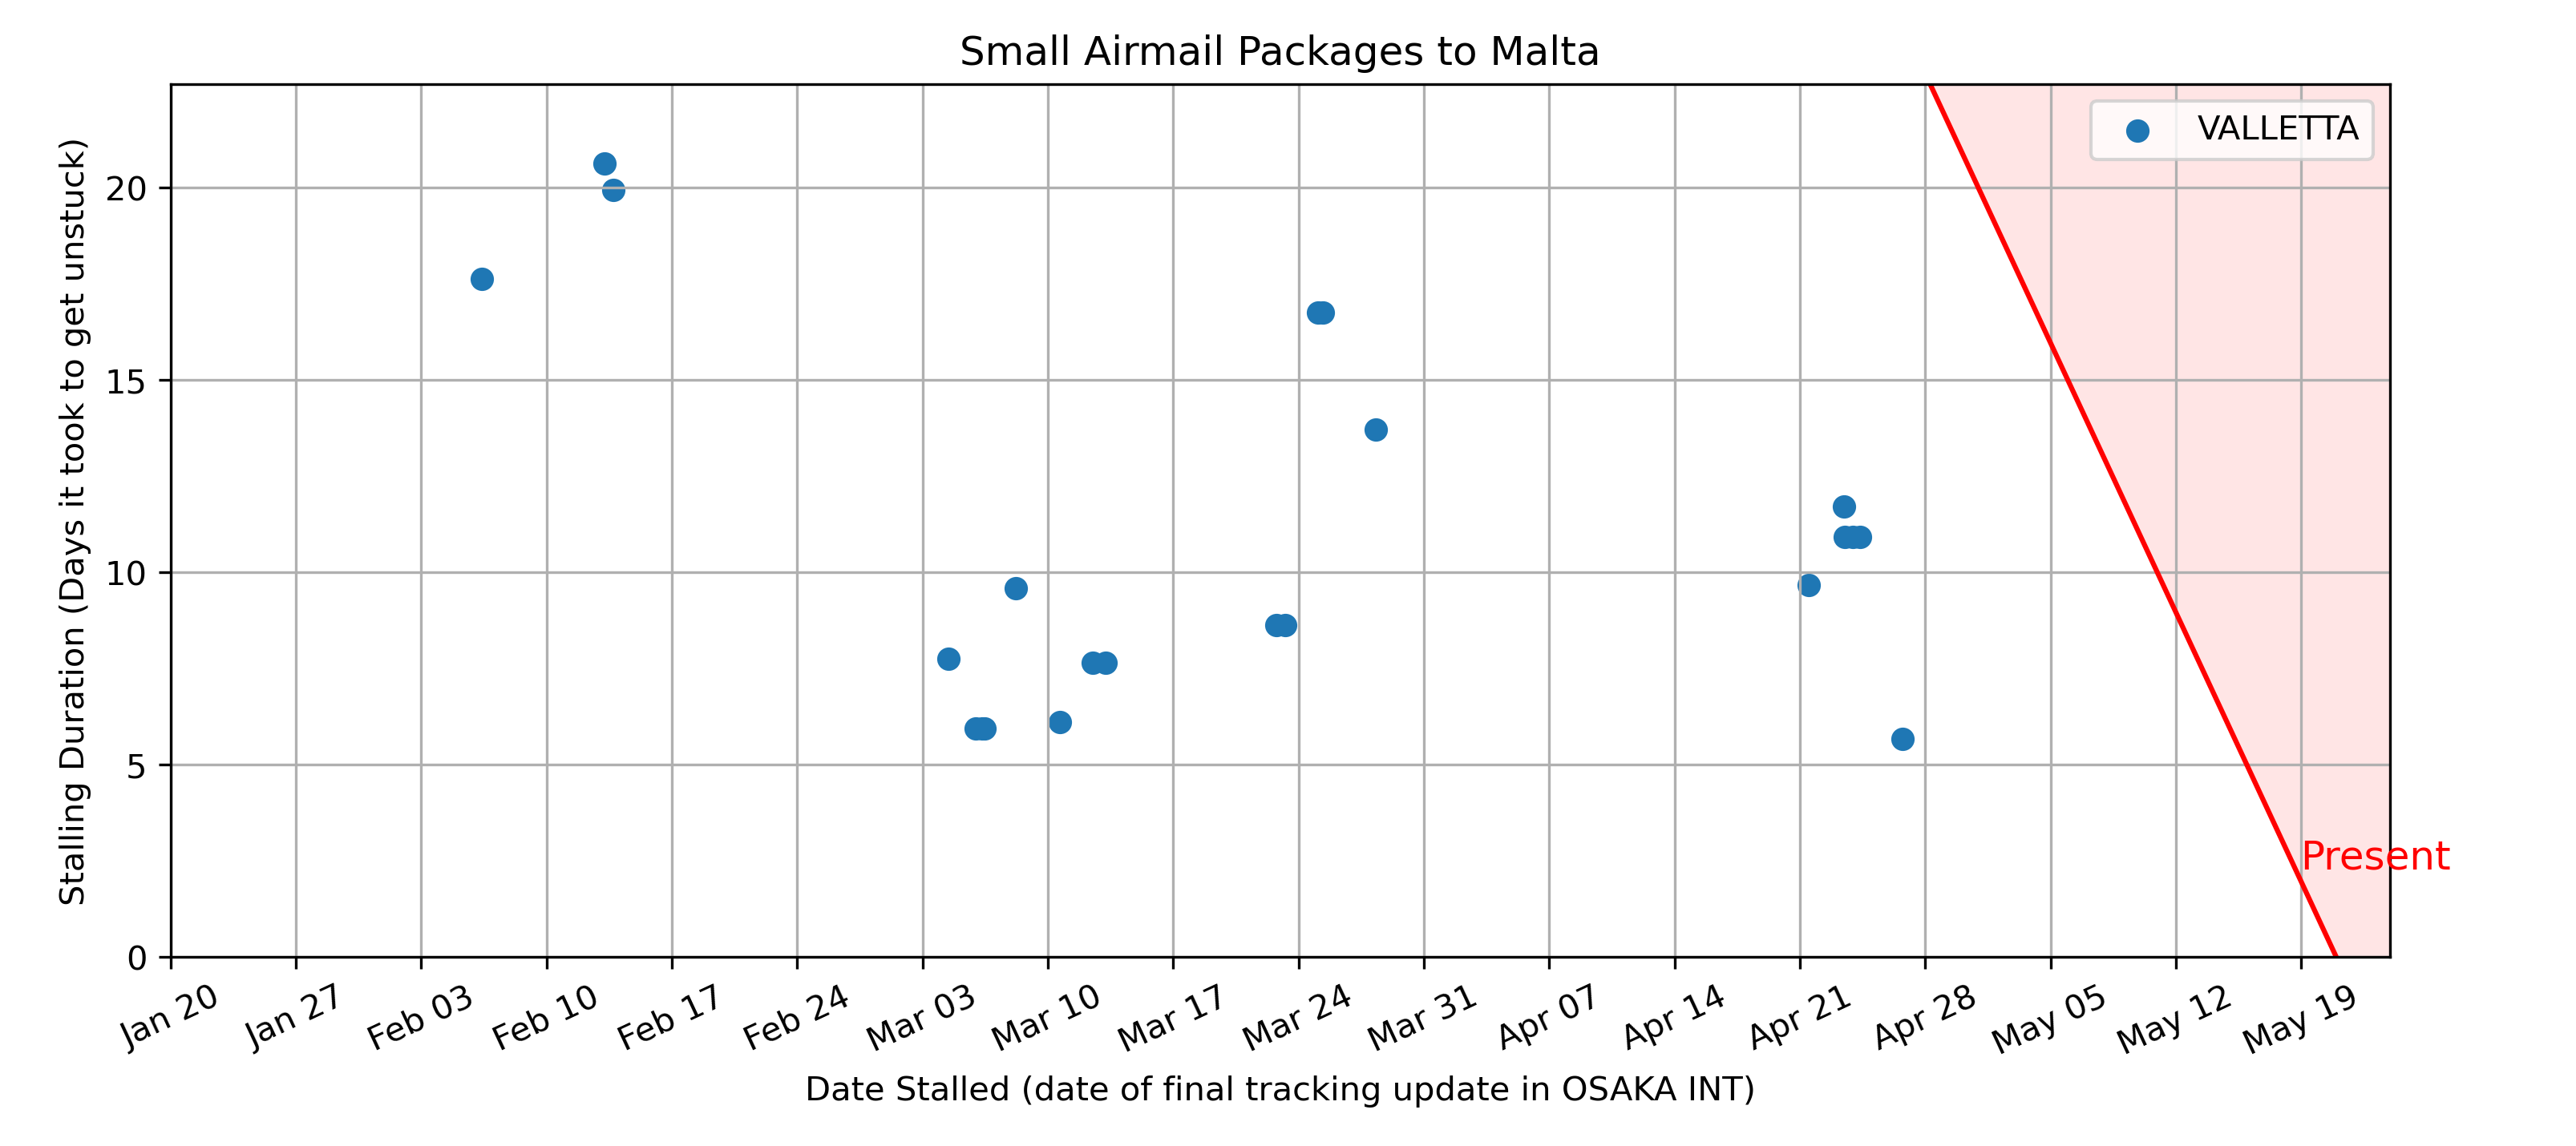 Small Airmail Packages to Malta
VALLETTA
Stalling Duration (Days it took to get unstuck)
20
15
10
5
0
Present
Jan 20
Jan 27
Feb 03
Feb 10
Feb 17
Feb 24
Mar 03
Mar 10
Mar 17
Mar 24
Mar 31
Apr 07
Apr 14
Apr 21
Apr 28
May 05
May 12
May 19
Date Stalled (date of final tracking update in OSAKA INT)